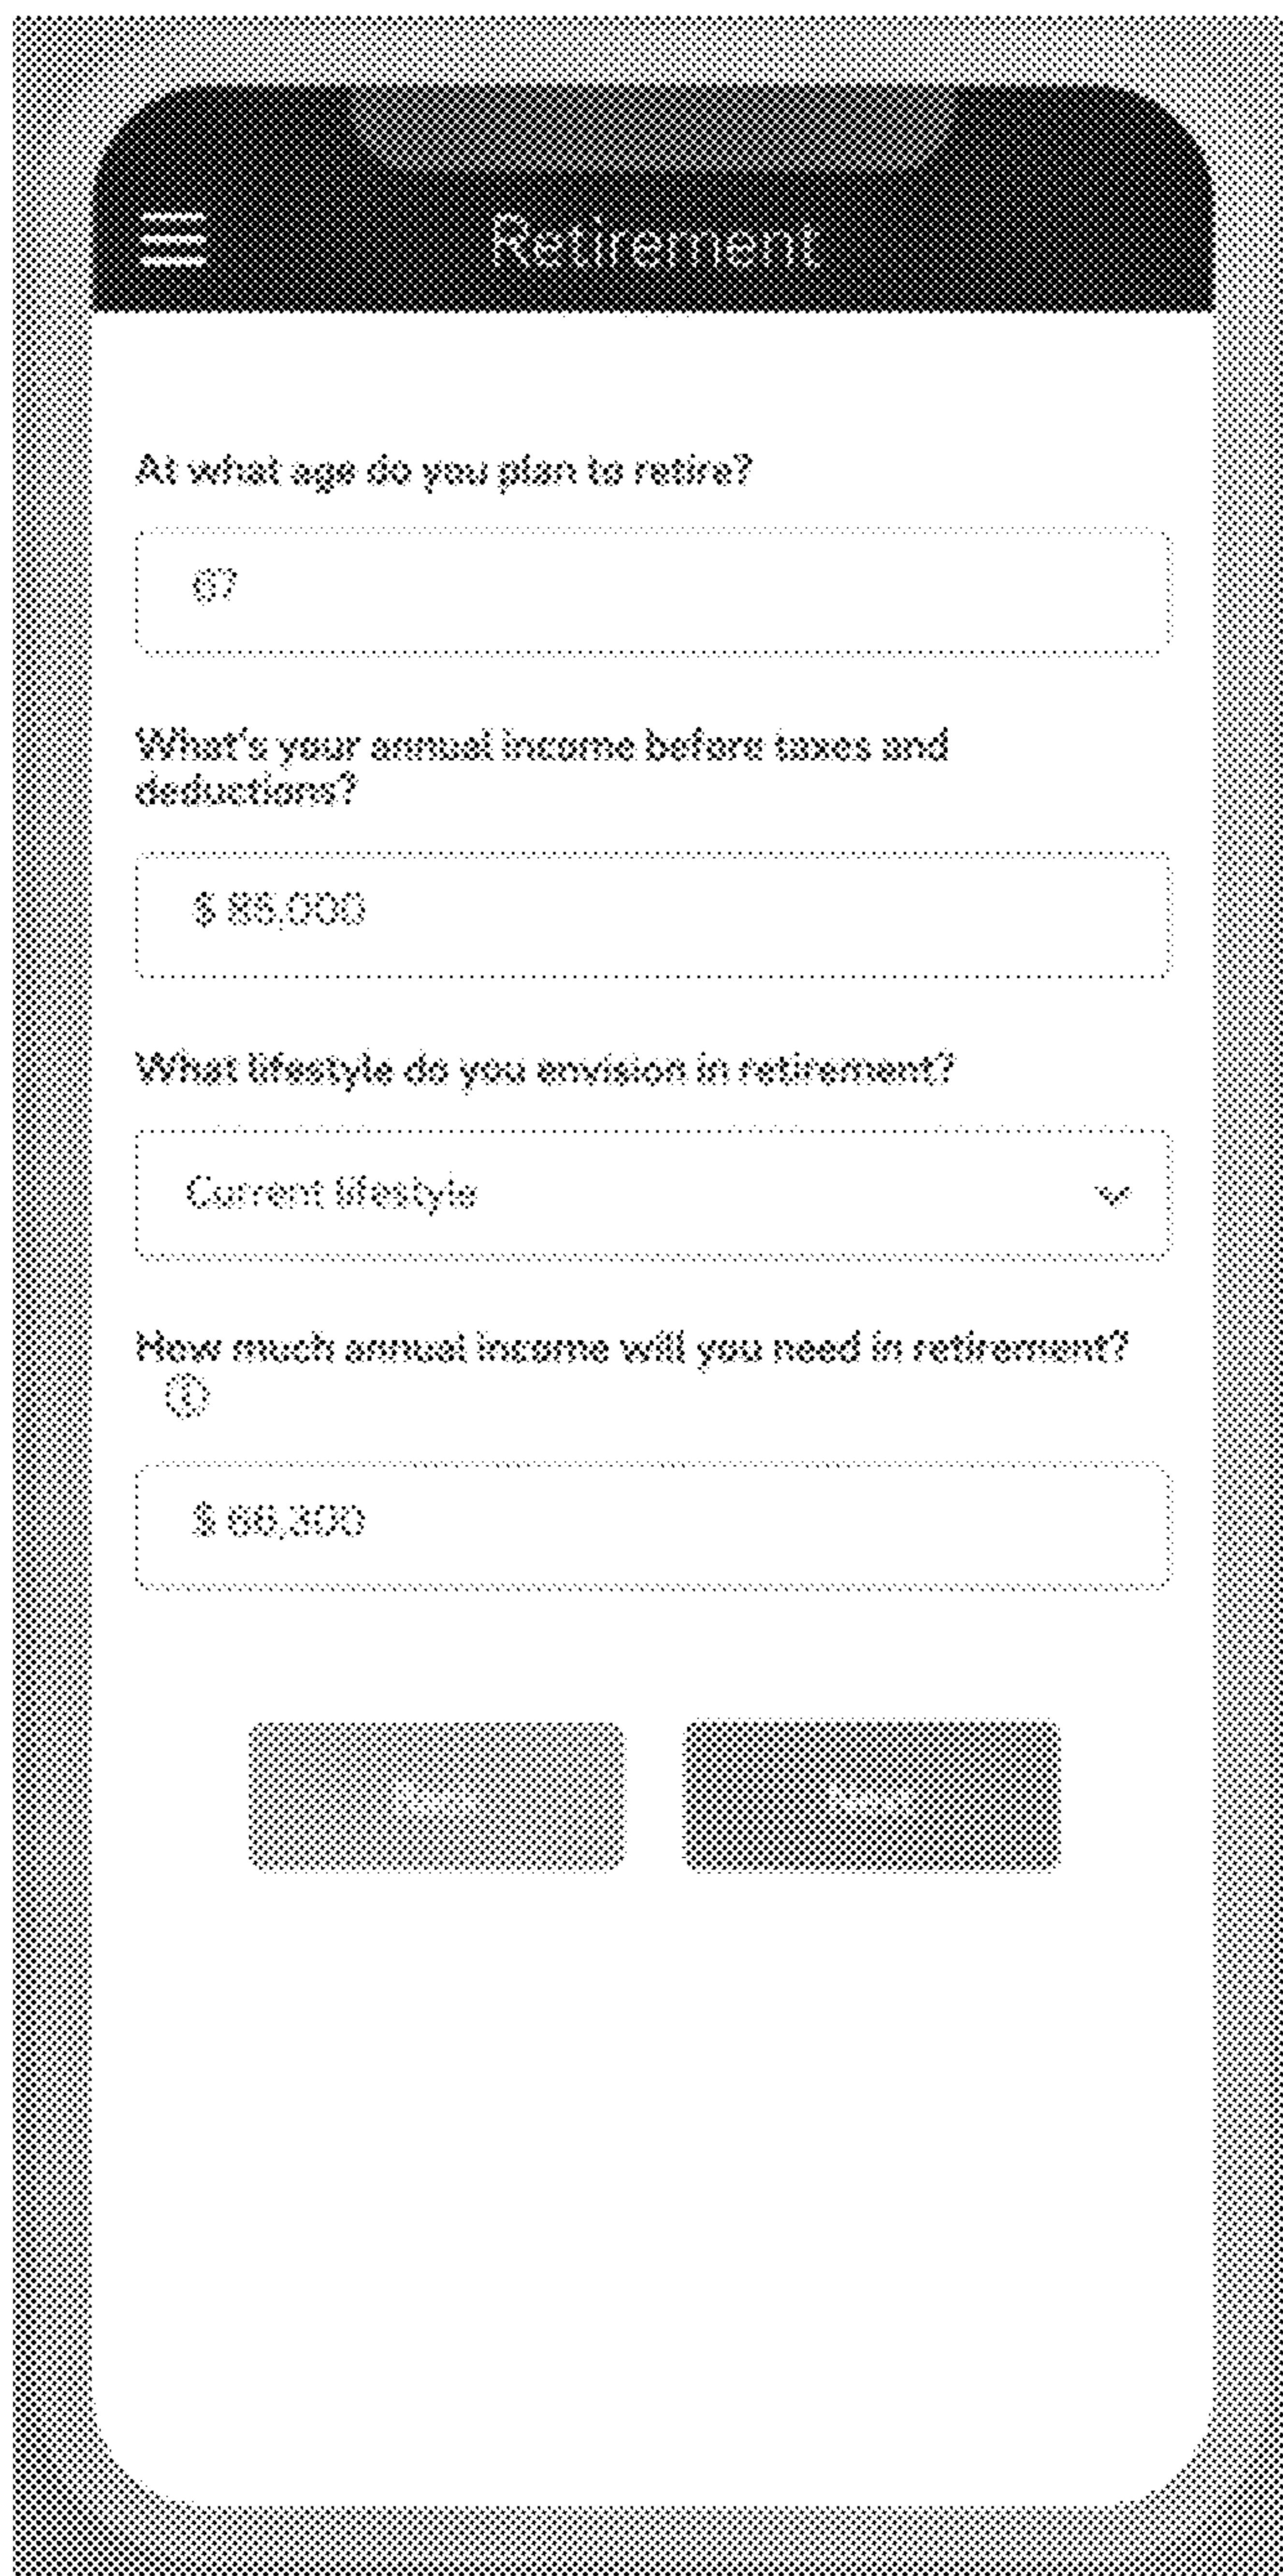 Retirement
At what age do you plan to retire?
67
What's your annual income before taxes and
deductions?
$ 85,000
What lifestyle do you envision in retirement?
Current lifestyle
How much annual income will you need in retirement?
$ 66,300